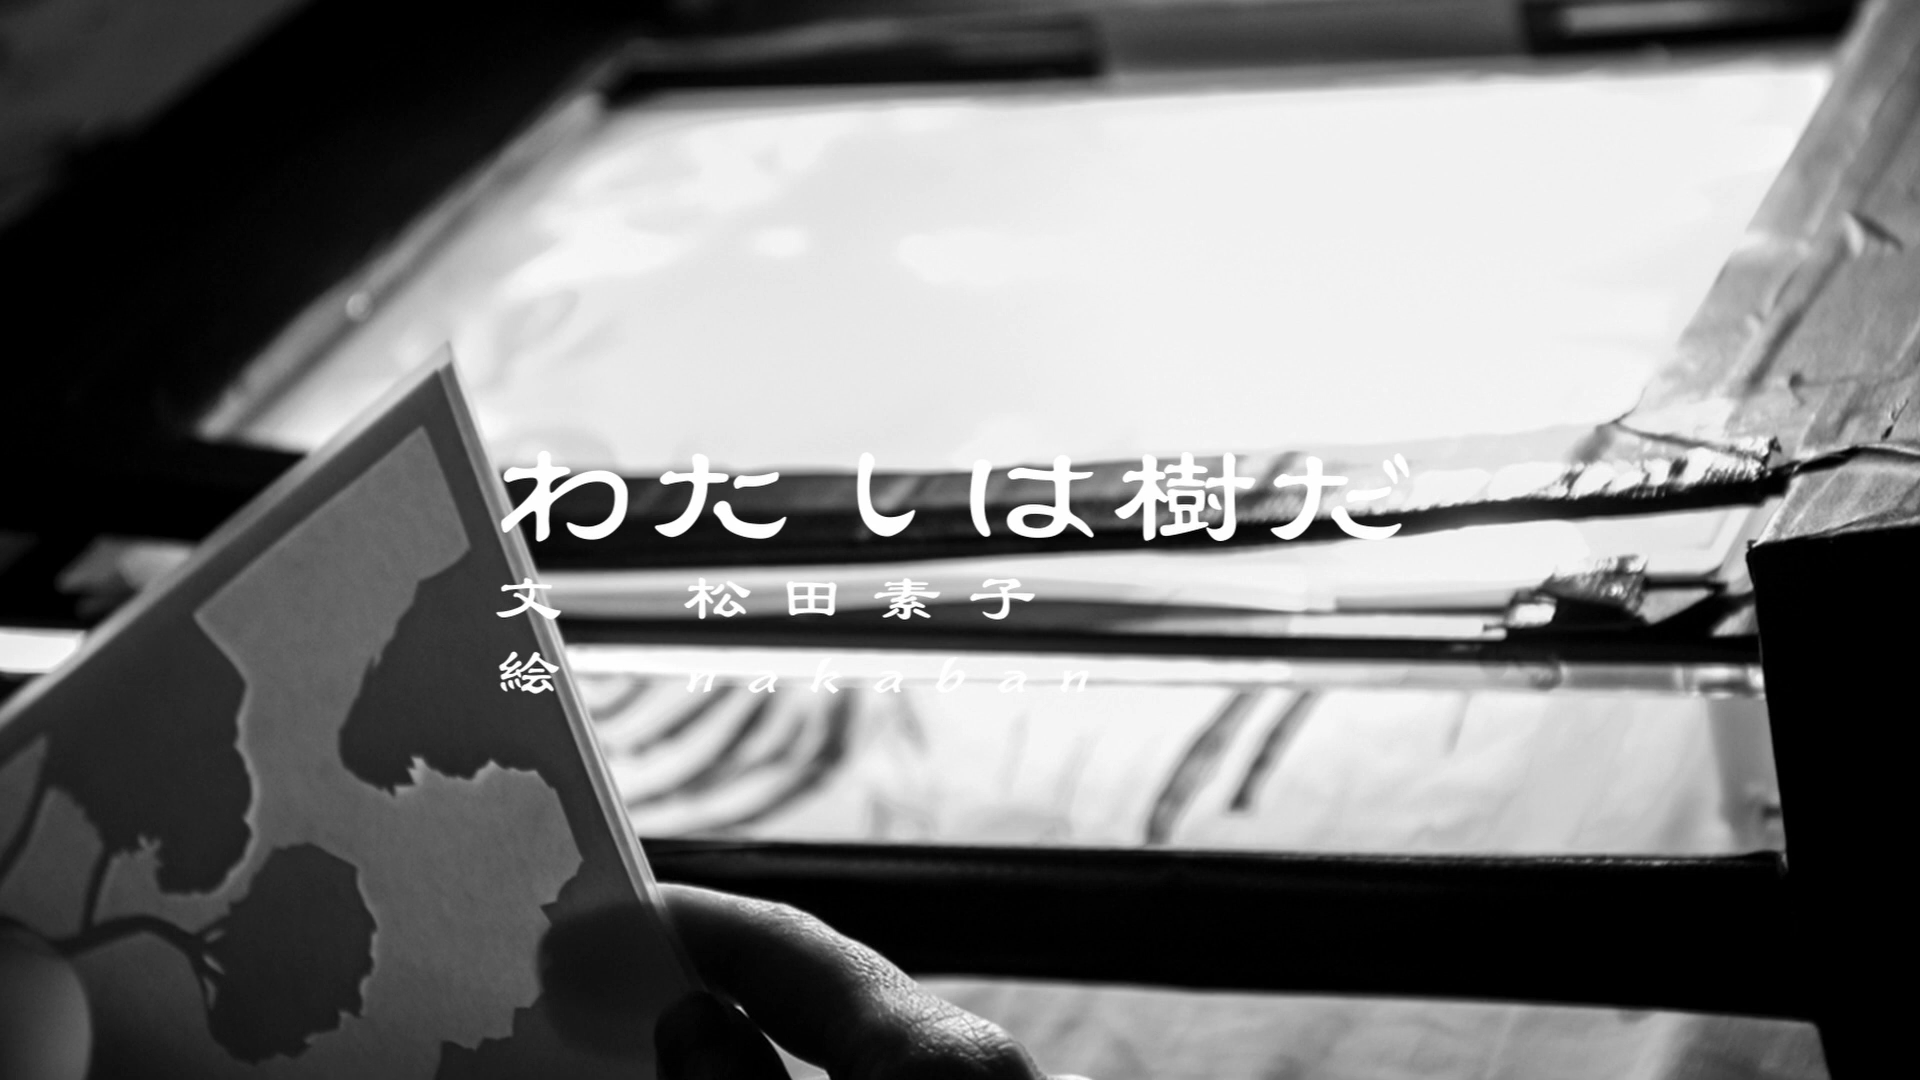 わたしは樹だ
文　松田素子
絵　nakaban